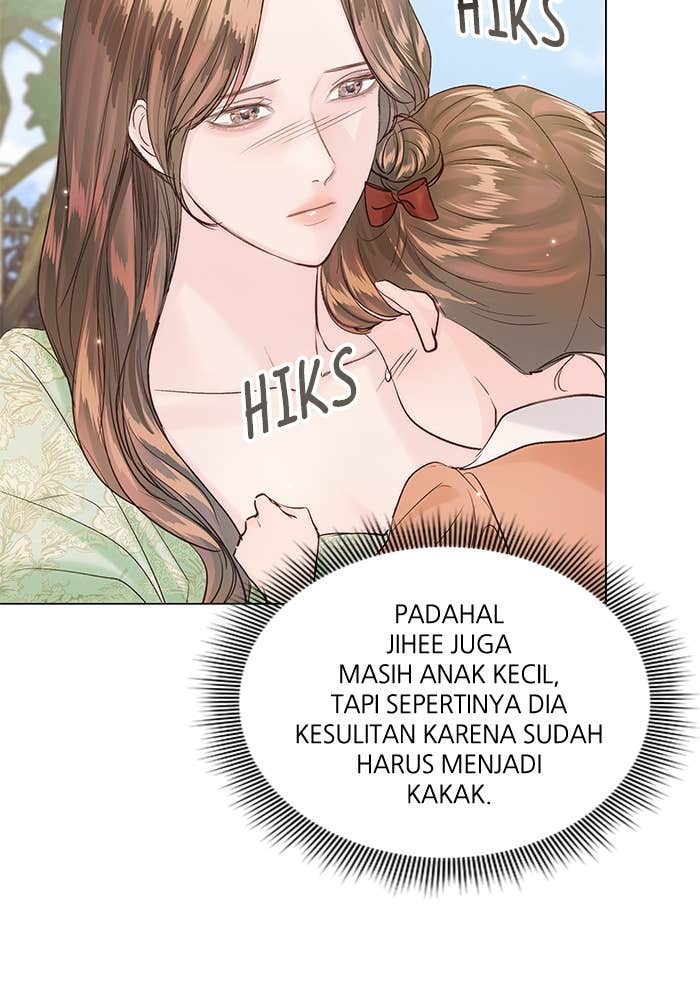 HIKS
HIKS
PADAHAL
JIHEE JUGA
MASIH ANAK KECIL,
TAPI SEPERTINYA DIA
KESULITAN KARENA SUDAH
HARUS MENJADI
KAKAK.